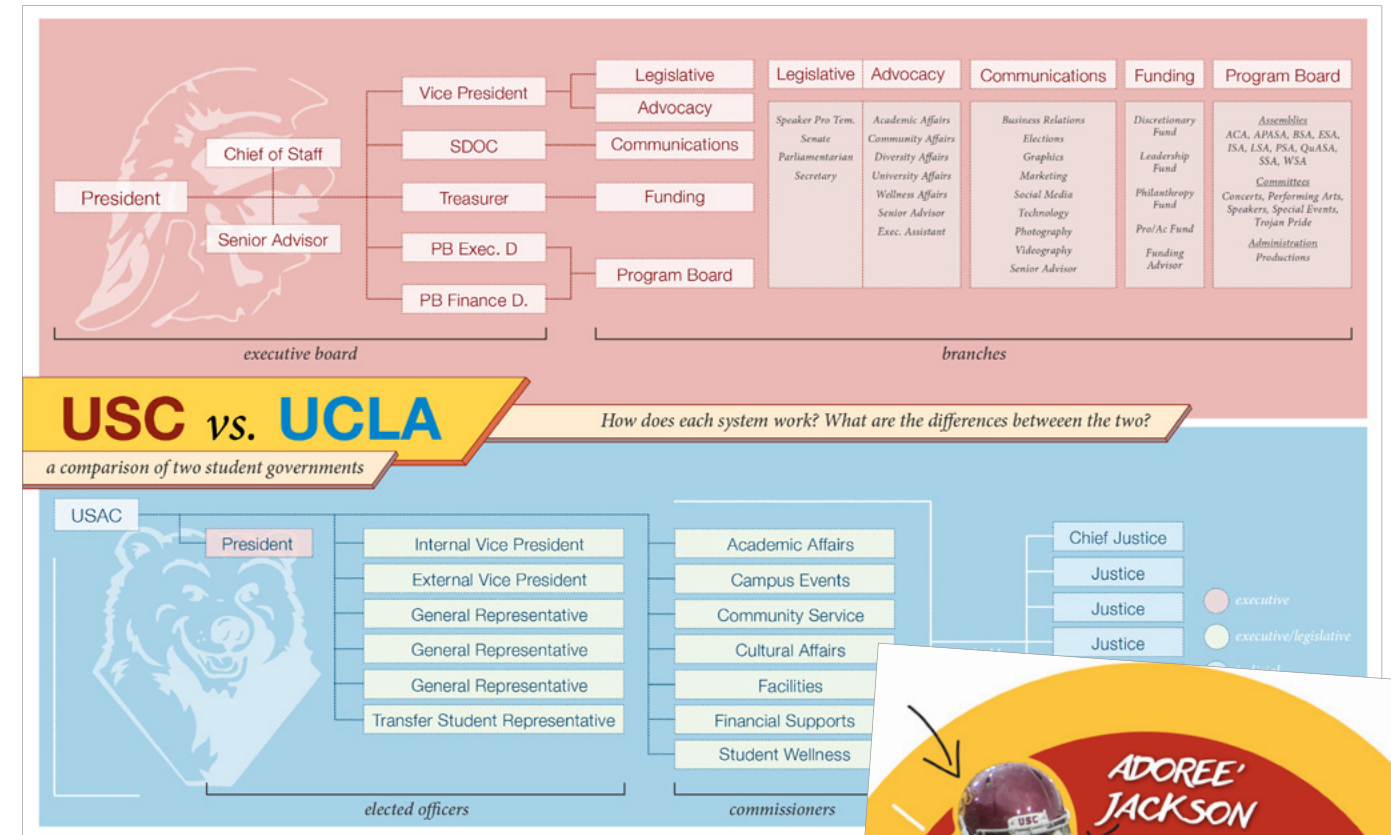 Legislative
Advocacy
Communications
Funding
Program Board
Vice President
SDOC
Treasurer
PB Exec. D
PB Finance D.
Chief of Staff
President
Senior Advisor
Legislative
Speaker Pro Tem.
Senate
Parliamentarian
Secretary
Advocacy
Academic Affairs
Community Affairs
Diversity Affairs
University Affairs
Wellness Affairs
Senior Advisor
Exec. Assistant
Communications
Business Relations
Elections
Graphics
Marketing
Social Media
Technology
Photography
Videography
Senior Advisor
Funding
Discretionary
Fund
Leadership
Fund
Philanthropy
Fund
Pro/Ac Fund
Funding
Advisor
Program Board
Assemblies
ACA, APASA, BSA, ESA,
ISA, LSA, PSA, QuASA,
SSA, WSA
Committees
Concerts, Performing Arts,
Speakers, Special Events,
Trojan Pride
Administration
Productions
executive board
branches
USC vs. UCLA
a comparison of two student governments
How does each system work? What are the differences betweeen the two?
USAC
President
Internal Vice President
External Vice President
General Representative
General Representative
General Representative
Transfer Student Representative
Academic Affairs
Campus Events
Community Service
Cultural Affairs
Facilities
Financial Supports
Student Wellness
Chief Justice
Justice
Justice
Justice
executive
executive/legislative
elected officers
commissioners
ADOREE'
JACKSON
USC